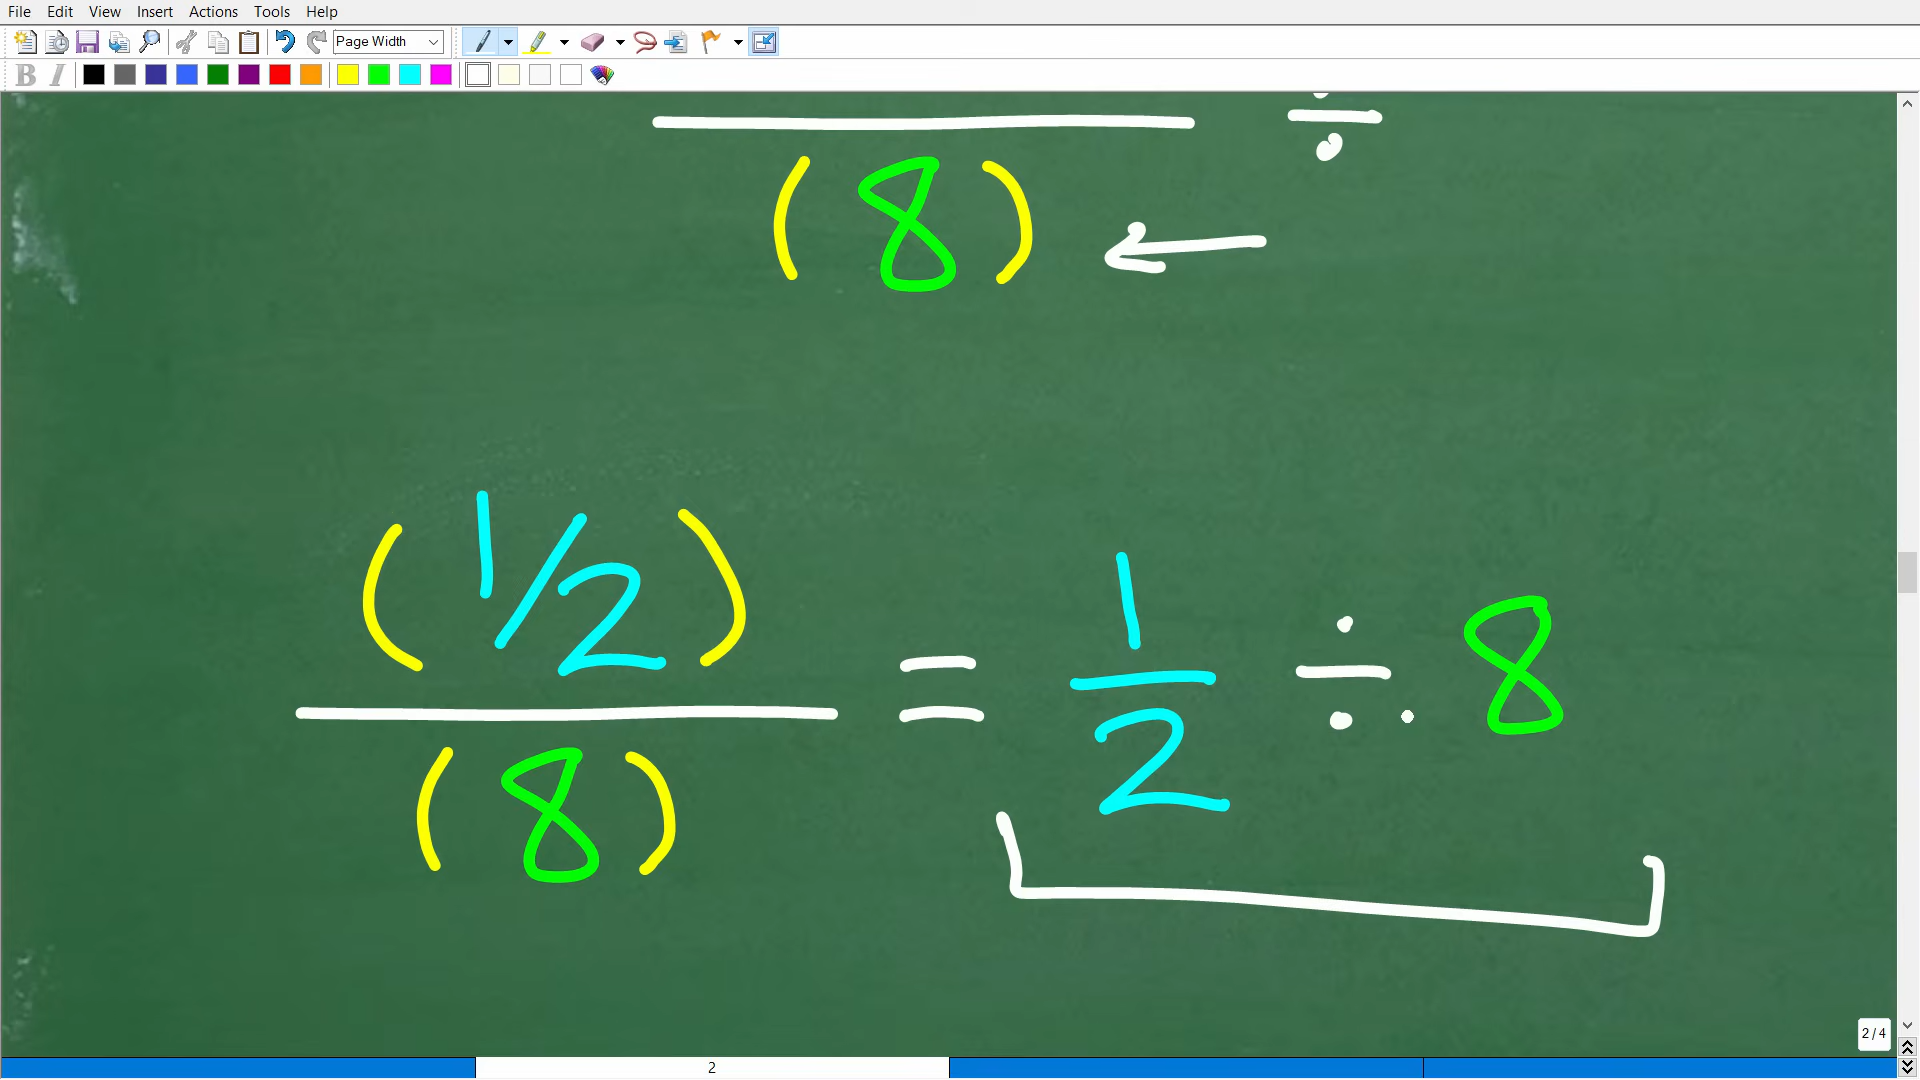 File Edit View Insert Actions Tools Help
Page Width
B I
÷
(8)
(1/2)
(8)
= 1/2 ÷ 8
2 / 4
2